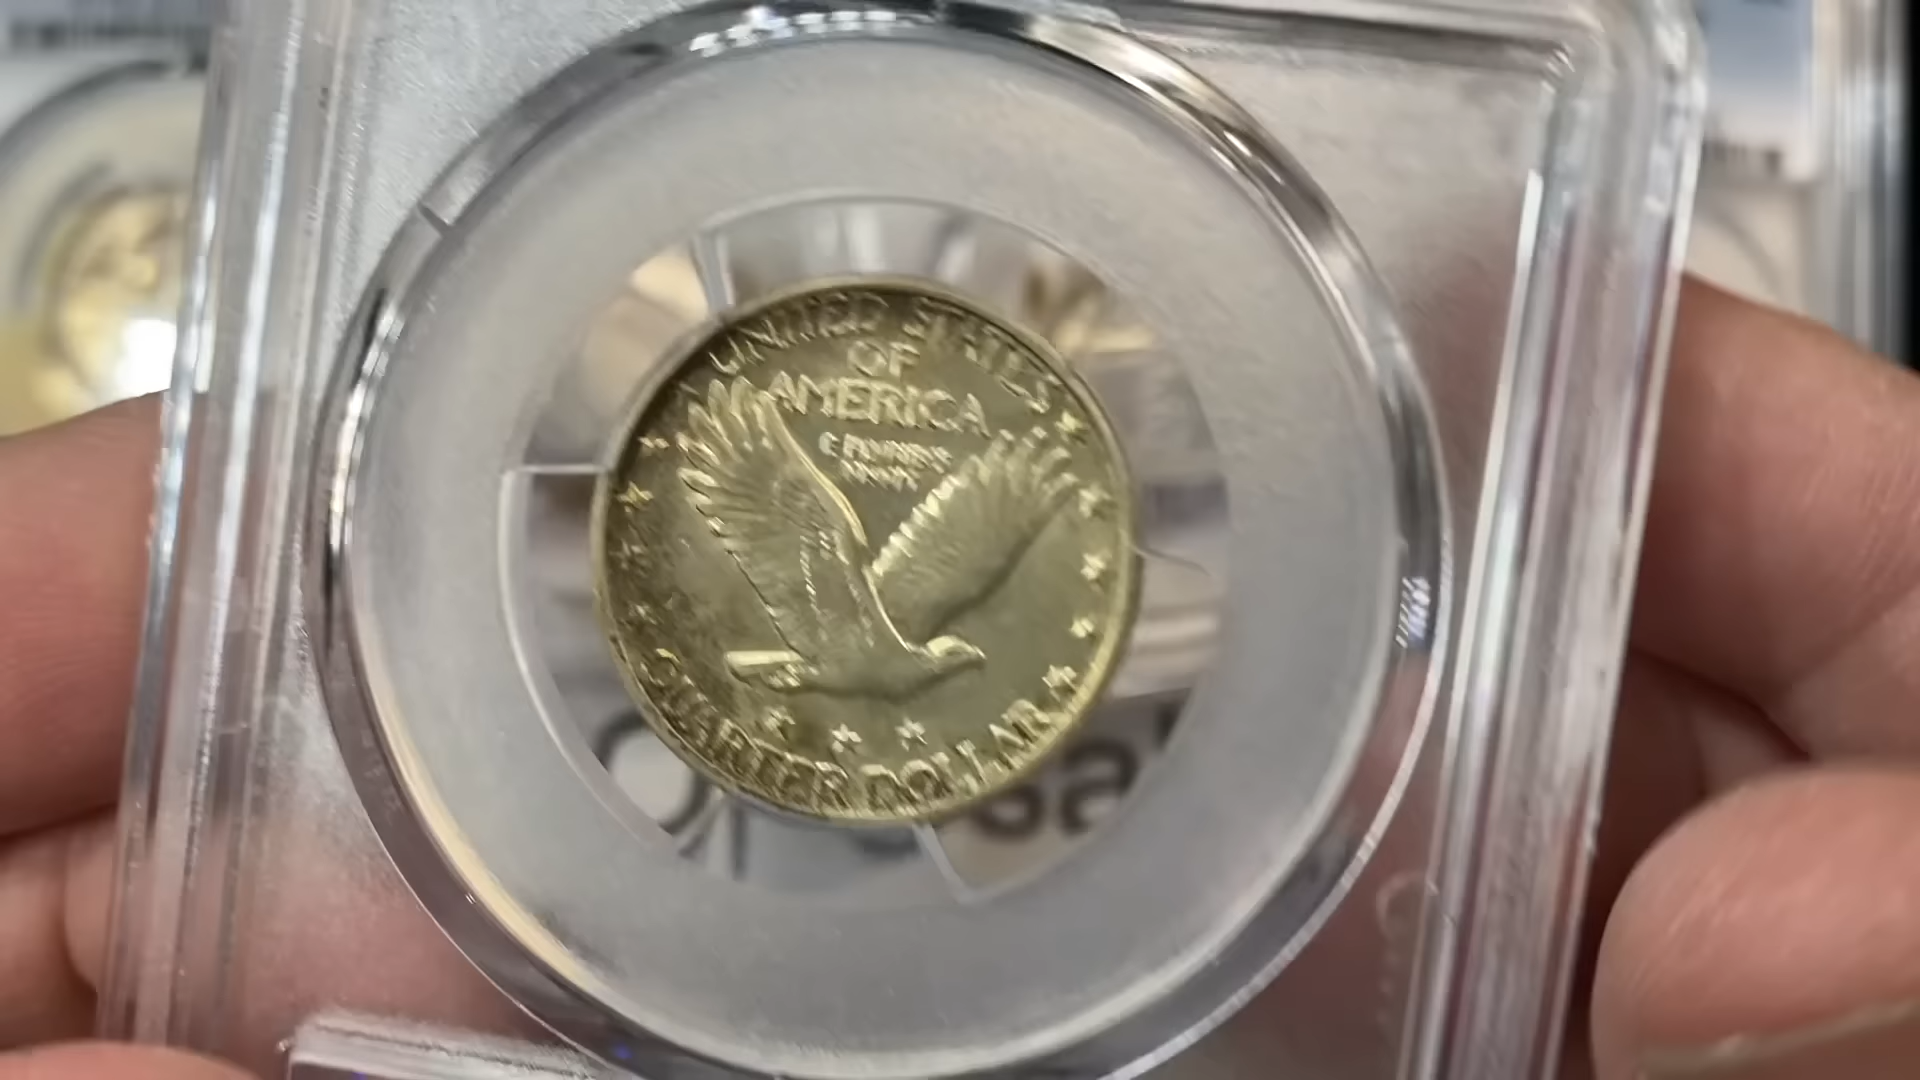 UNITED STATES
OF
AMERICA
E PLURIBUS
UNUM
QUARTER DOLLAR